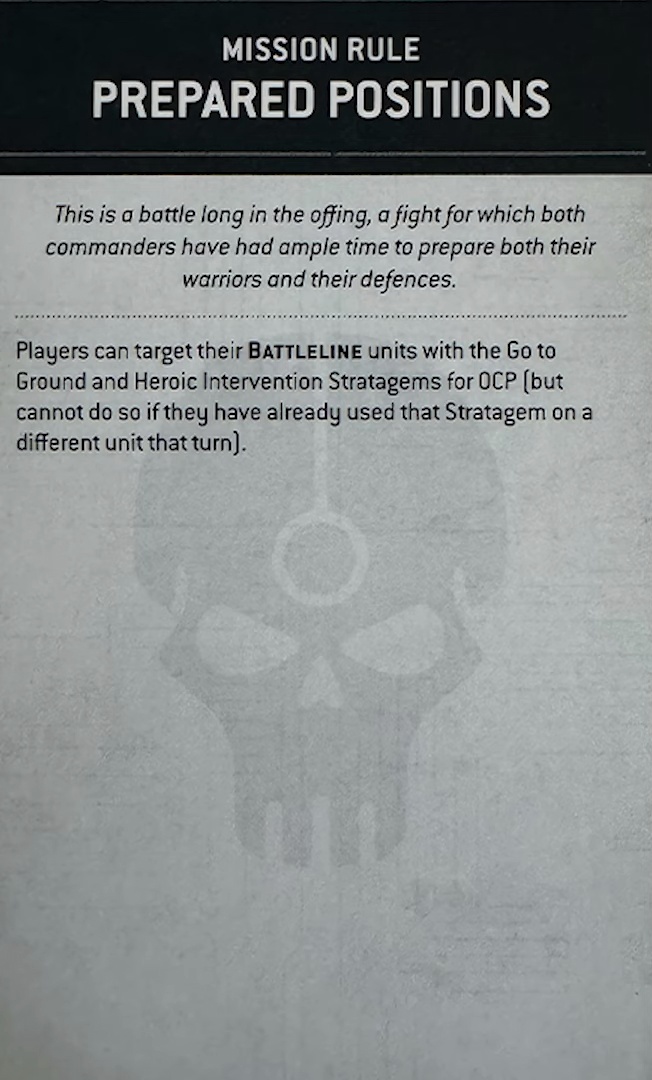 MISSION RULE
PREPARED POSITIONS
This is a battle long in the offing, a fight for which both
commanders have had ample time to prepare both their
warriors and their defences.
Players can target their BATTLELINE units with the Go to
Ground and Heroic Intervention Stratagems for 0CP (but
cannot do so if they have already used that Stratagem on a
different unit that turn).